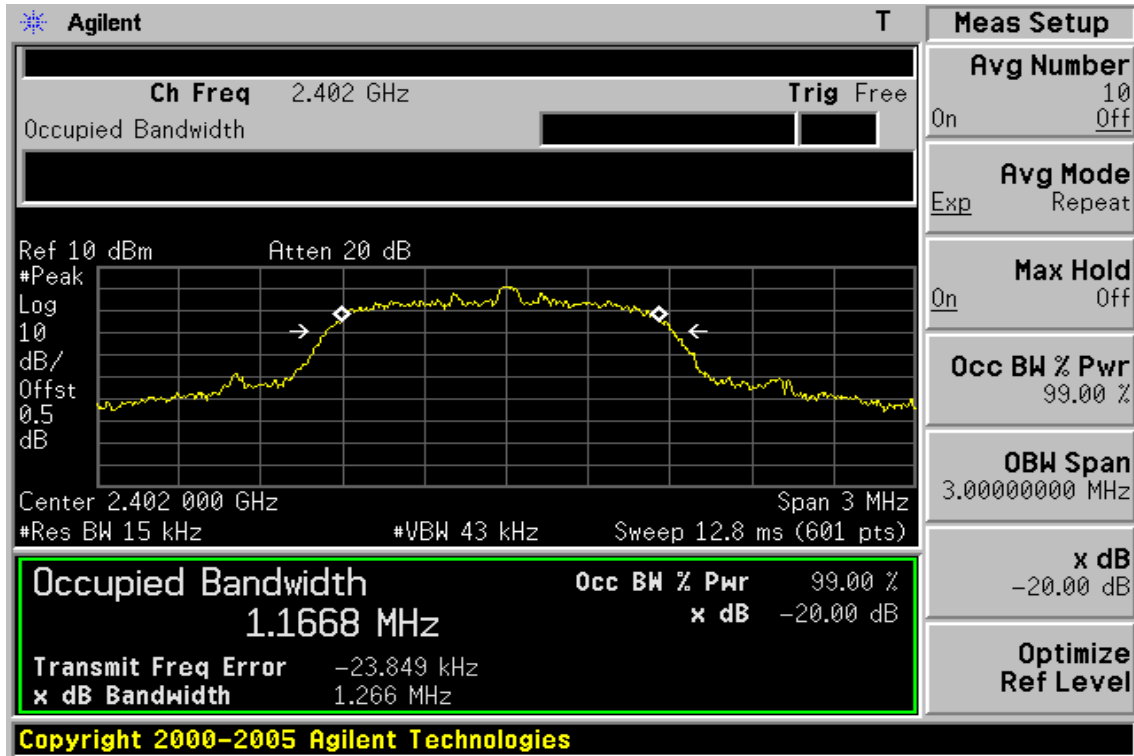 Agilent
T
Meas Setup
Ch Freq 2.402 GHz
Trig Free
Occupied Bandwidth
Ref 10 dBm
Atten 20 dB
#Peak
Log
10
dB/
Offst
0.5
dB
Center 2.402 000 GHz
Span 3 MHz
#Res BW 15 kHz
#VBW 43 kHz
Sweep 12.8 ms (601 pts)
Occupied Bandwidth
1.1668 MHz
Occ BW % Pwr 99.00 %
x dB -20.00 dB
Transmit Freq Error -23.849 kHz
x dB Bandwidth 1.266 MHz
Avg Number
10
On Off
Avg Mode
Exp Repeat
Max Hold
On Off
Occ BW % Pwr
99.00 %
OBW Span
3.00000000 MHz
x dB
-20.00 dB
Optimize
Ref Level
Copyright 2000-2005 Agilent Technologies